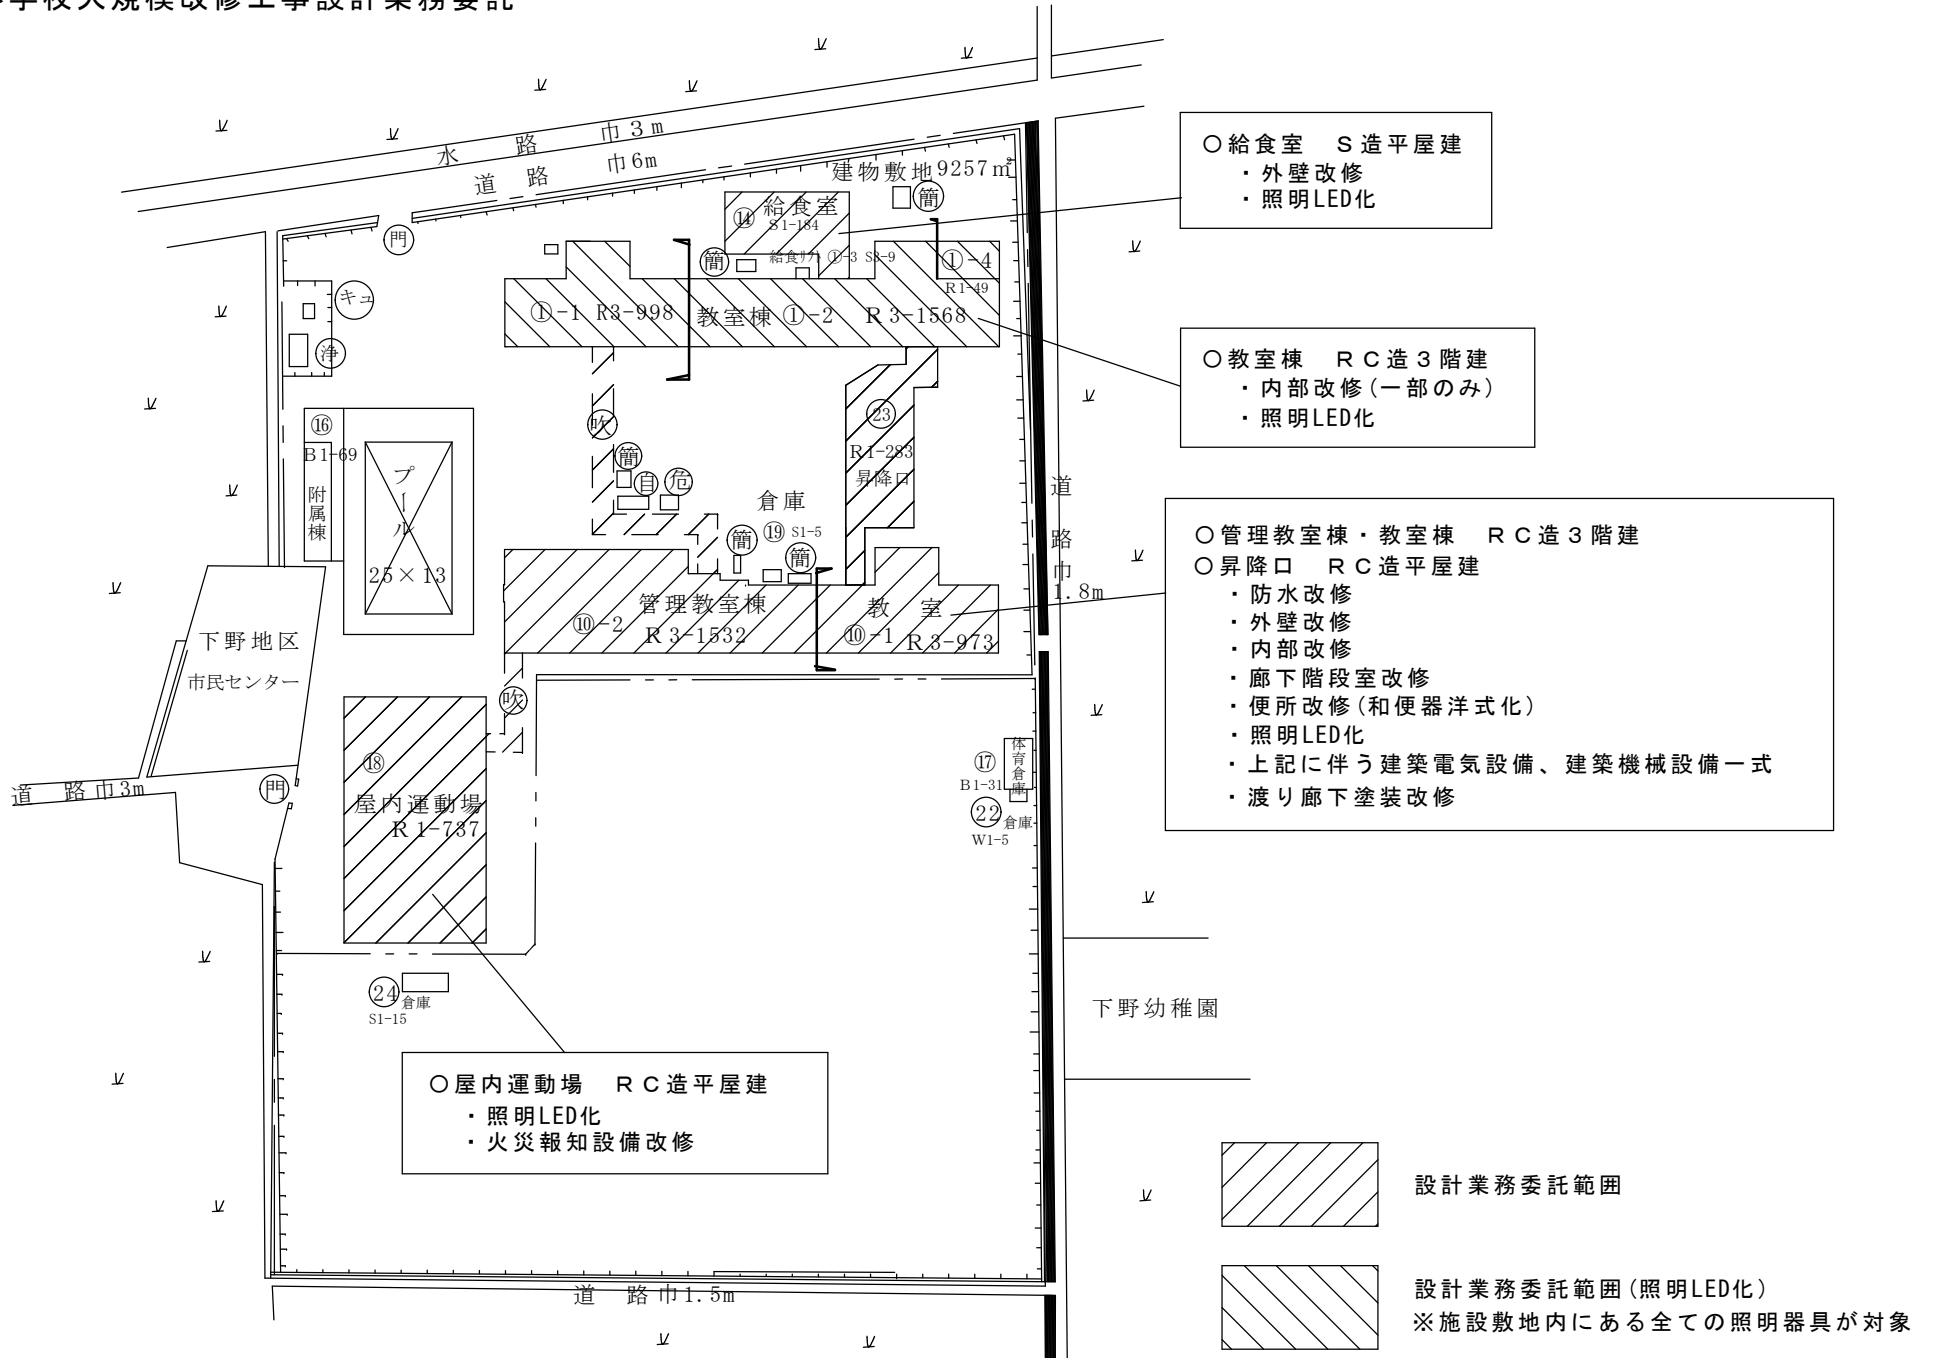 学校大規模改修工事設計業務委託
水 路 巾3m
道 路 巾6m
建物敷地9257㎡
簡
⑭ 給食室
S1-184
門
簡
給食ﾘﾌﾄ ①-3 S3-9
①-4
R1-49
キュ
①-1 R3-998
教室棟 ①-2 R3-1568
浄
⑯
B1-69
附属棟
プール
25×13
吹
簡
自
危
㉓
R1-283
昇降口
倉庫
⑲ S1-5
簡
簡
道路巾
1.8m
管理教室棟
⑩-2 R3-1532
教 室
⑩-1 R3-973
下野地区
市民センター
吹
門
道 路巾3m
⑱
屋内運動場
R1-737
⑰
B1-31
体育倉庫
㉒ 倉庫
W1-5
㉔ 倉庫
S1-15
下野幼稚園
道 路巾1.5m
○給食室 S造平屋建
・外壁改修
・照明LED化
○教室棟 RC造3階建
・内部改修(一部のみ)
・照明LED化
○管理教室棟・教室棟 RC造3階建
○昇降口 RC造平屋建
・防水改修
・外壁改修
・内部改修
・廊下階段室改修
・便所改修(和便器洋式化)
・照明LED化
・上記に伴う建築電気設備、建築機械設備一式
・渡り廊下塗装改修
○屋内運動場 RC造平屋建
・照明LED化
・火災報知設備改修
設計業務委託範囲
設計業務委託範囲(照明LED化)
※施設敷地内にある全ての照明器具が対象